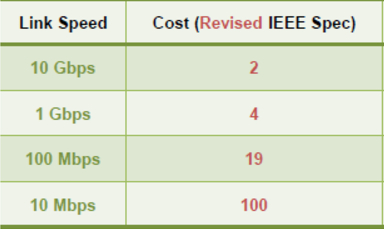 Link Speed Cost (Revised IEEE Spec)
10 Gbps 2
1 Gbps 4
100 Mbps 19
10 Mbps 100